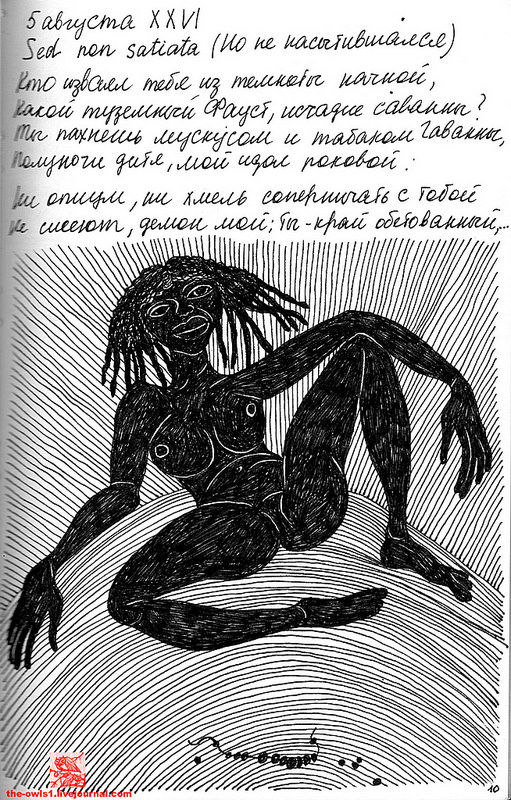 5 августа XXVI
Sed non satiata (Но не насытившаяся)
Кто изваял тебя из темноты ночной,
Какой туземный Фауст, исчадие саванны?
Ты пахнешь мускусом и табаком Гаванны,
Полуночи дитя, мой идол роковой.
Ни опиум, ни хмель соперничать с тобой
Не смеют, демон мой; ты - край обетованный,..
the-owls1.livejournal.com
10